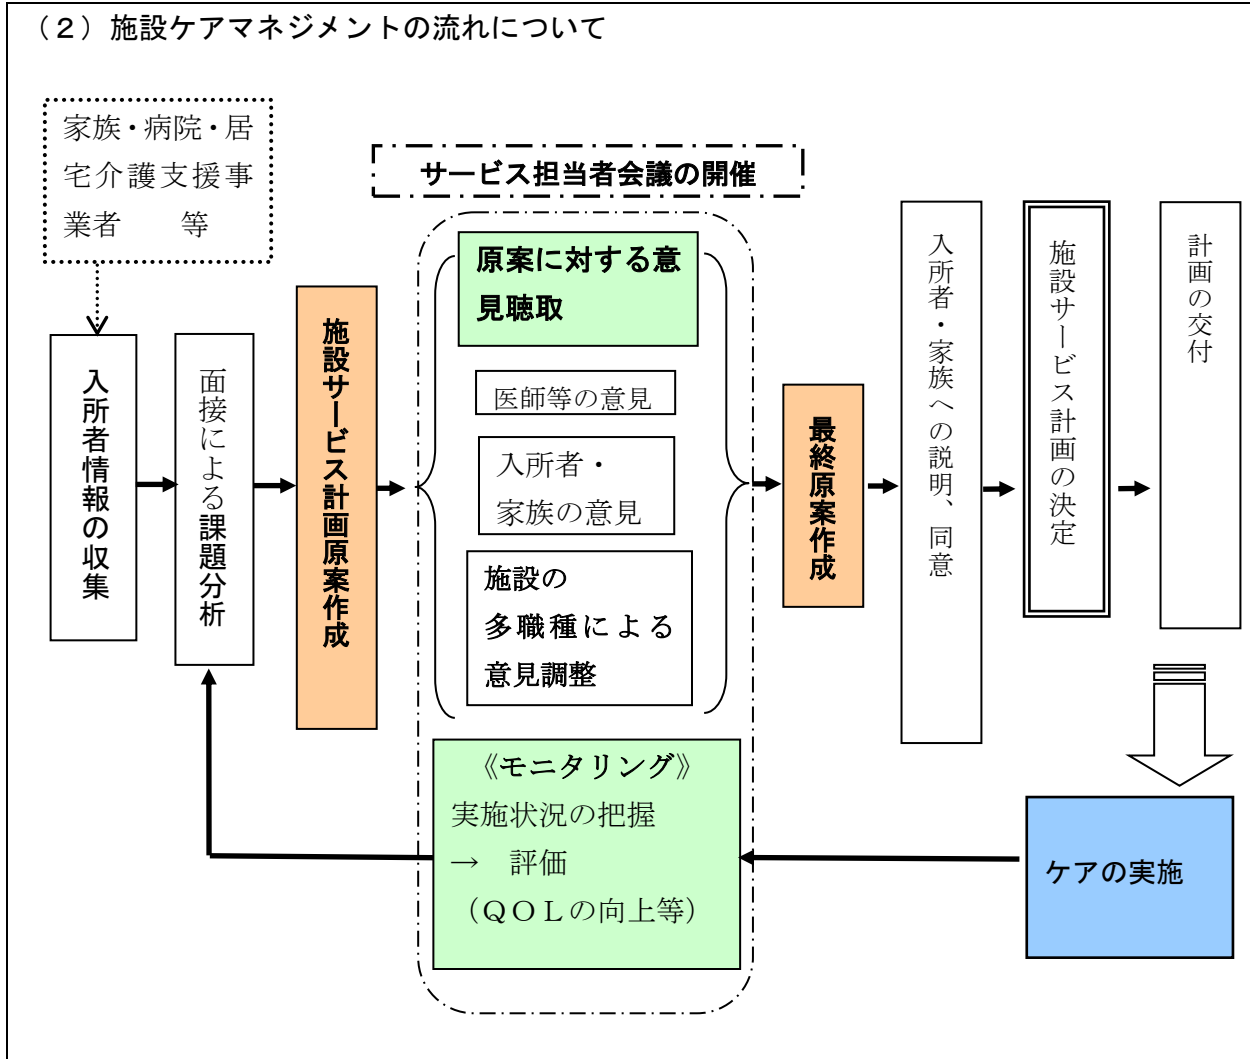 （２）施設ケアマネジメントの流れについて
家族・病院・居
宅介護支援事
業者　　等
サービス担当者会議の開催
入所者情報の収集
面接による課題分析
施設サービス計画原案作成
原案に対する意
見聴取
医師等の意見
入所者・
家族の意見
施設の
多職種による
意見調整
最終原案作成
入所者・家族への説明、同意
施設サービス計画の決定
計画の交付
《モニタリング》
実施状況の把握
→　評価
（ＱＯＬの向上等）
ケアの実施